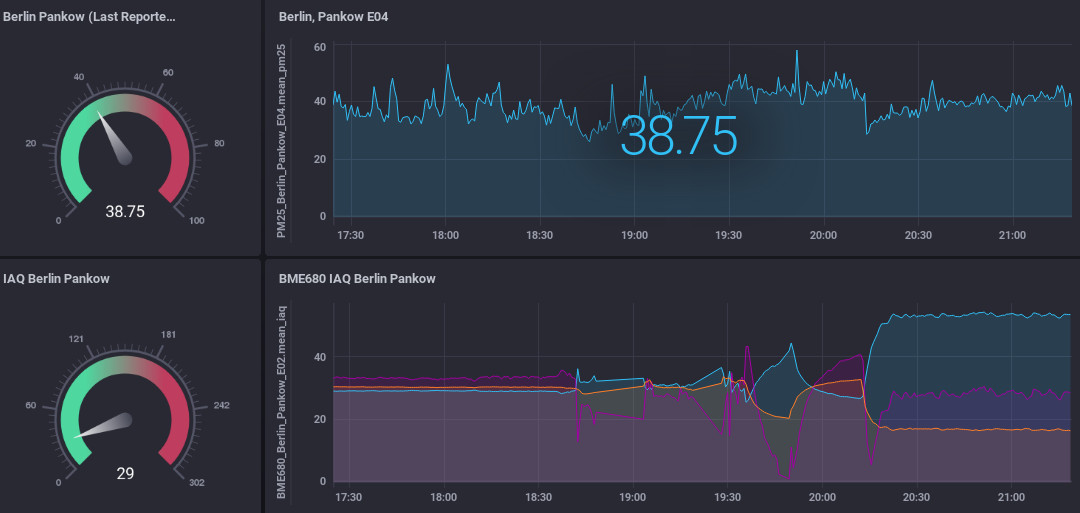 Berlin Pankow (Last Reporte…
40
60
20
80
0
100
38.75
Berlin, Pankow E04
PM25_Berlin_Pankow_E04.mean_pm25
60
40
20
0
38.75
17:30 18:00 18:30 19:00 19:30 20:00 20:30 21:00
IAQ Berlin Pankow
121
181
60
242
0
302
29
BME680 IAQ Berlin Pankow
BME680_Berlin_Pankow_E02.mean_iaq
40
20
0
17:30 18:00 18:30 19:00 19:30 20:00 20:30 21:00